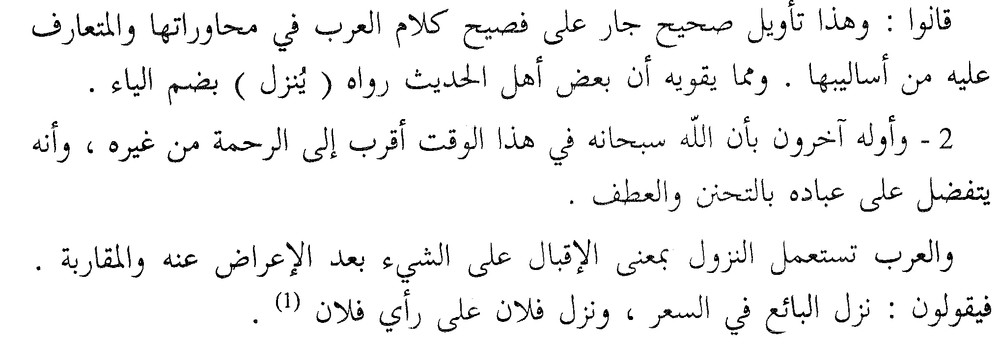 قانوا : وهذا تأويل صحيح جار على فصيح كلام العرب في محاوراتها والمتعارف
عليه من أساليبها . ومما يقويه أن بعض أهل الحديث رواه ( يُنزل ) بضم الياء .
2 - وأوله آخرون بأن اللّه سبحانه في هذا الوقت أقرب إلى الرحمة من غيره ، وأنه
يتفضل على عباده بالتحنن والعطف .
والعرب تستعمل النزول بمعنى الإقبال على الشيء بعد الإعراض عنه والمقاربة .
فيقولون : نزل البائع في السعر ، ونزل فلان على رأي فلان (1) .